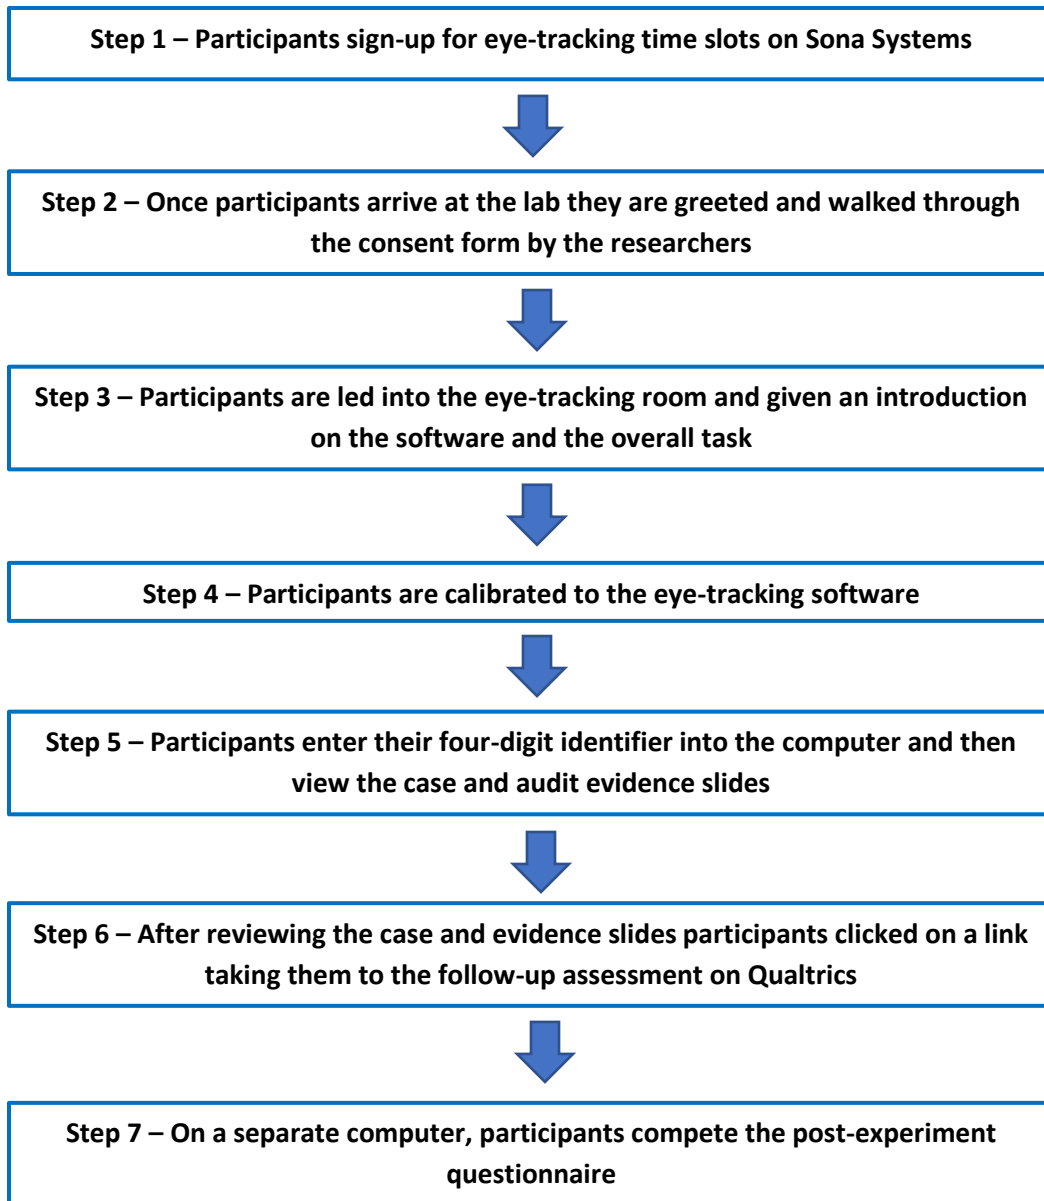 Step 1 – Participants sign-up for eye-tracking time slots on Sona Systems
Step 2 – Once participants arrive at the lab they are greeted and walked through
the consent form by the researchers
Step 3 – Participants are led into the eye-tracking room and given an introduction
on the software and the overall task
Step 4 – Participants are calibrated to the eye-tracking software
Step 5 – Participants enter their four-digit identifier into the computer and then
view the case and audit evidence slides
Step 6 – After reviewing the case and evidence slides participants clicked on a link
taking them to the follow-up assessment on Qualtrics
Step 7 – On a separate computer, participants compete the post-experiment
questionnaire